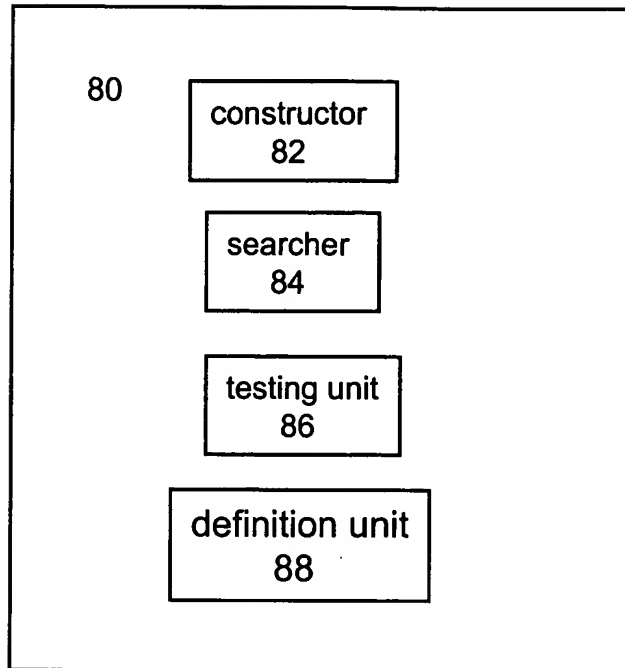 80
constructor
82
searcher
84
testing unit
86
definition unit
88